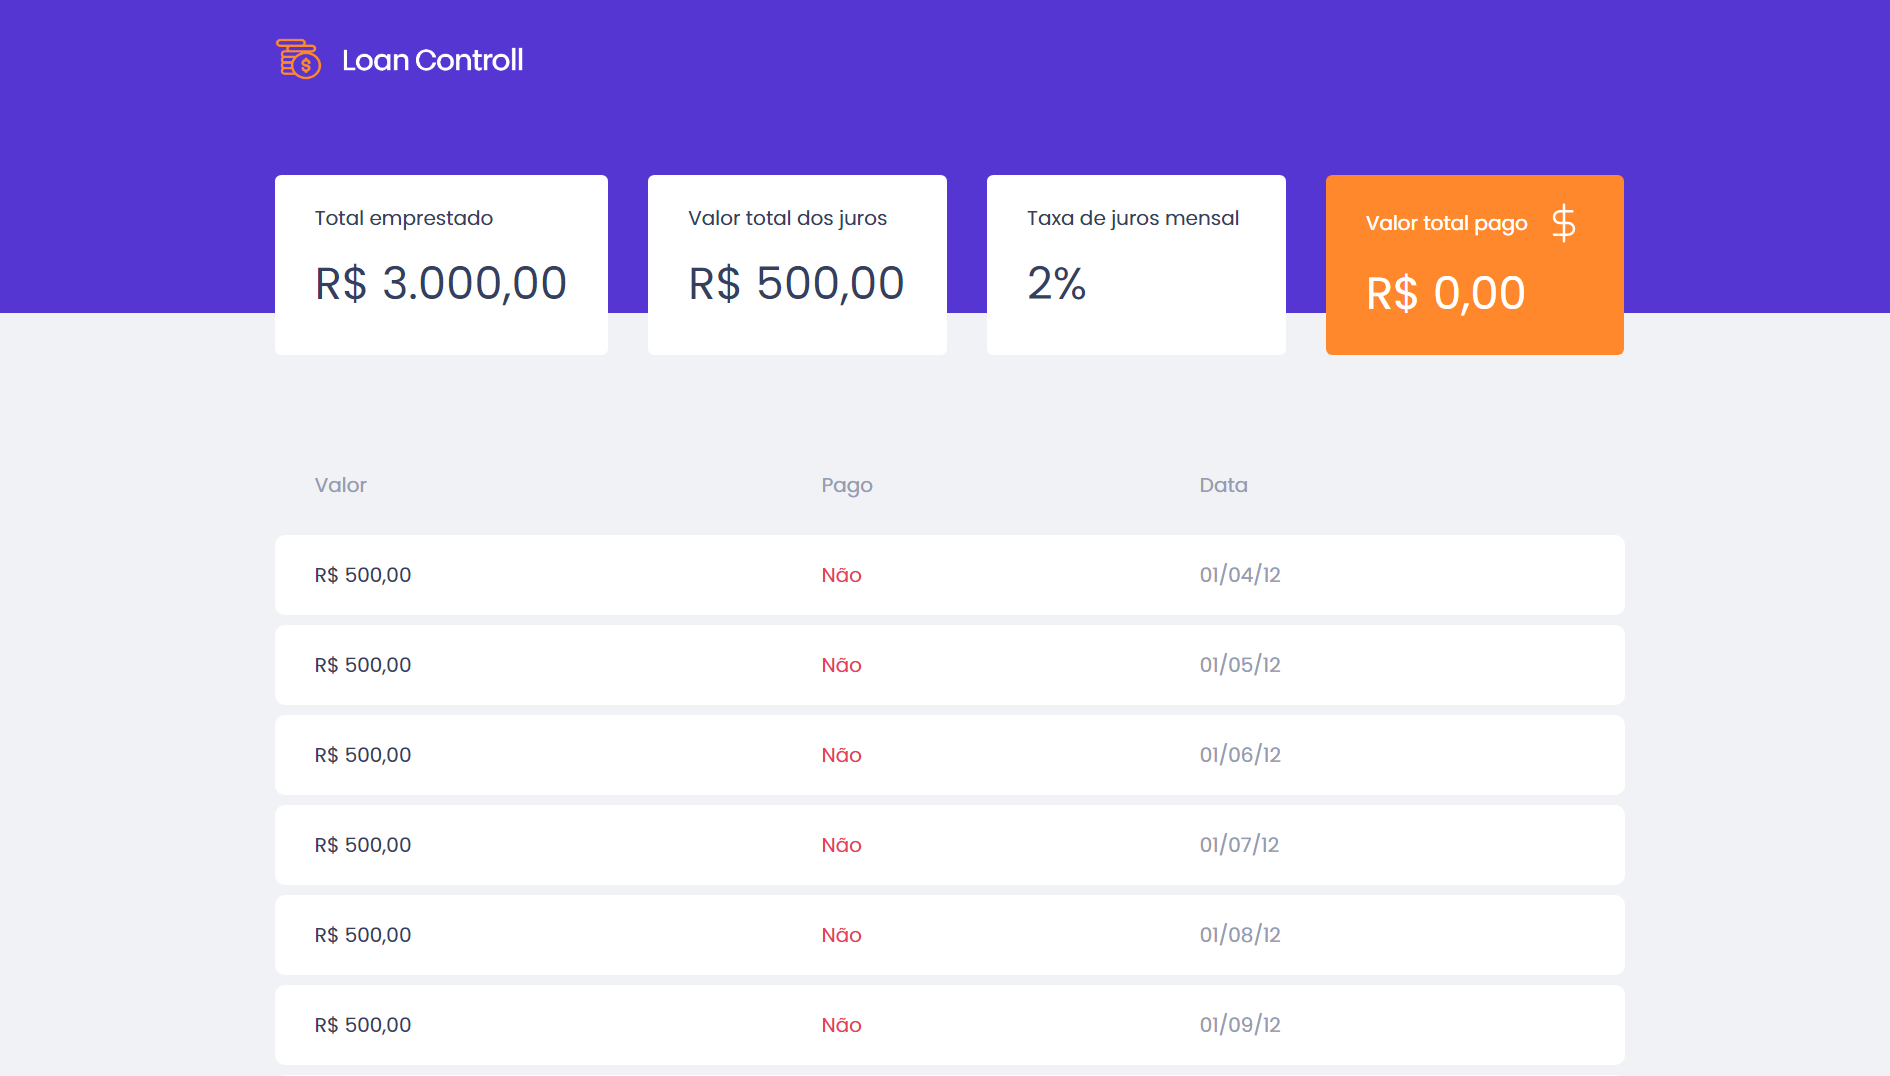 Loan Controll
Total emprestado
R$ 3.000,00
Valor total dos juros
R$ 500,00
Taxa de juros mensal
2%
Valor total pago $
R$ 0,00
Valor Pago Data
R$ 500,00 Não 01/04/12
R$ 500,00 Não 01/05/12
R$ 500,00 Não 01/06/12
R$ 500,00 Não 01/07/12
R$ 500,00 Não 01/08/12
R$ 500,00 Não 01/09/12